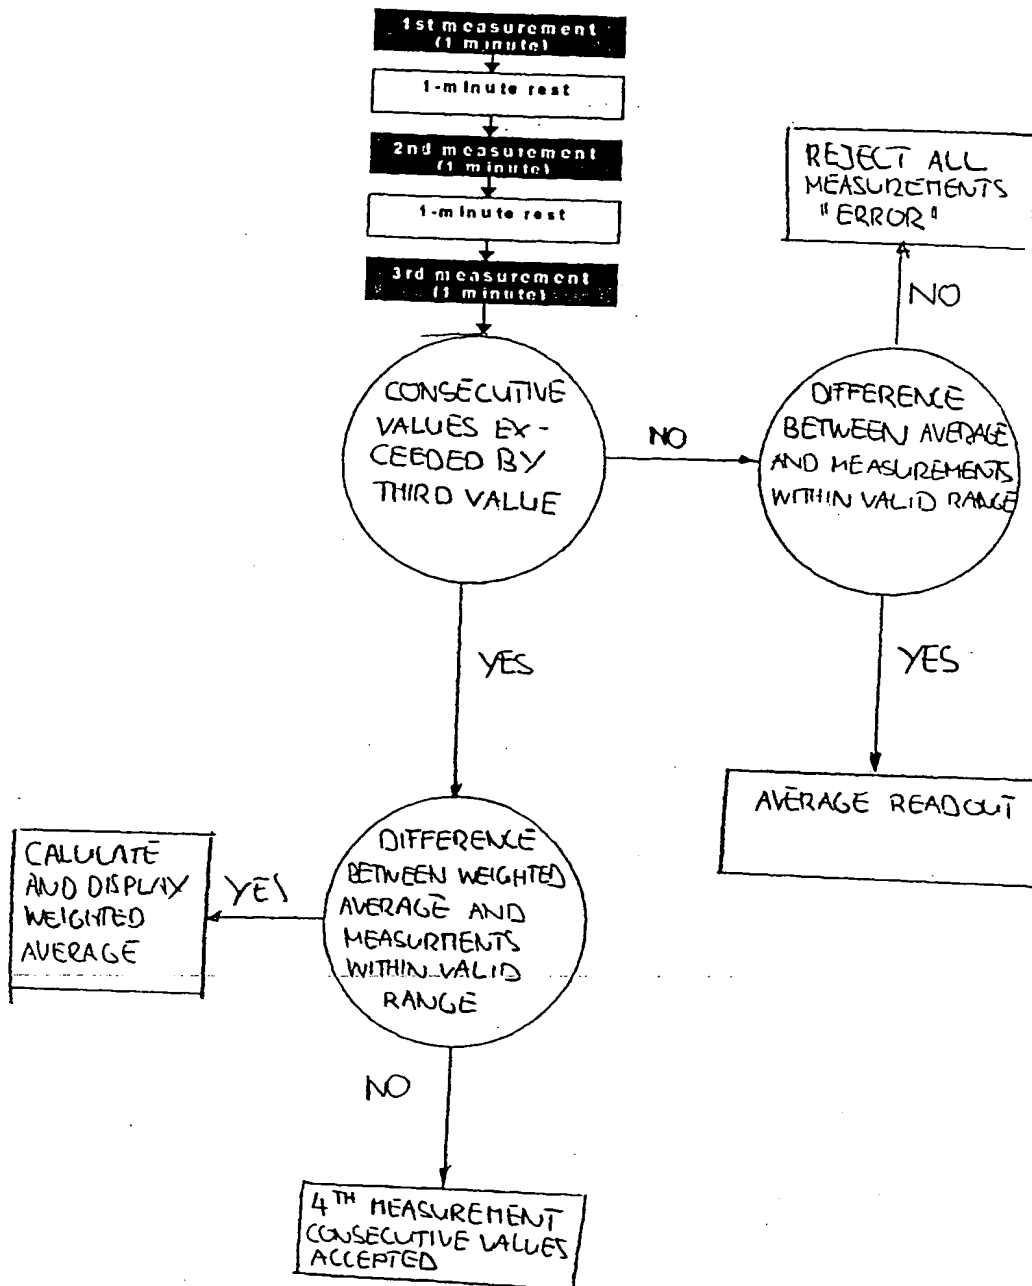 1st measurement
(1 minute)
1-minute rest
2nd measurement
(1 minute)
1-minute rest
3rd measurement
(1 minute)
CONSECUTIVE
VALUES EX-
CEEDED BY
THIRD VALUE
NO
DIFFERENCE
BETWEEN AVERAGE
AND MEASUREMENTS
WITHIN VALID RANGE
NO
REJECT ALL
MEASUREMENTS
"ERROR"
YES
AVERAGE READOUT
YES
DIFFERENCE
BETWEEN WEIGHTED
AVERAGE AND
MEASURMENTS
WITHIN VALID
RANGE
YES
CALULATE
AND DISPLAY
WEIGHTED
AVERAGE
NO
4TH MEASUREMENT
CONSECUTIVE VALUES
ACCEPTED